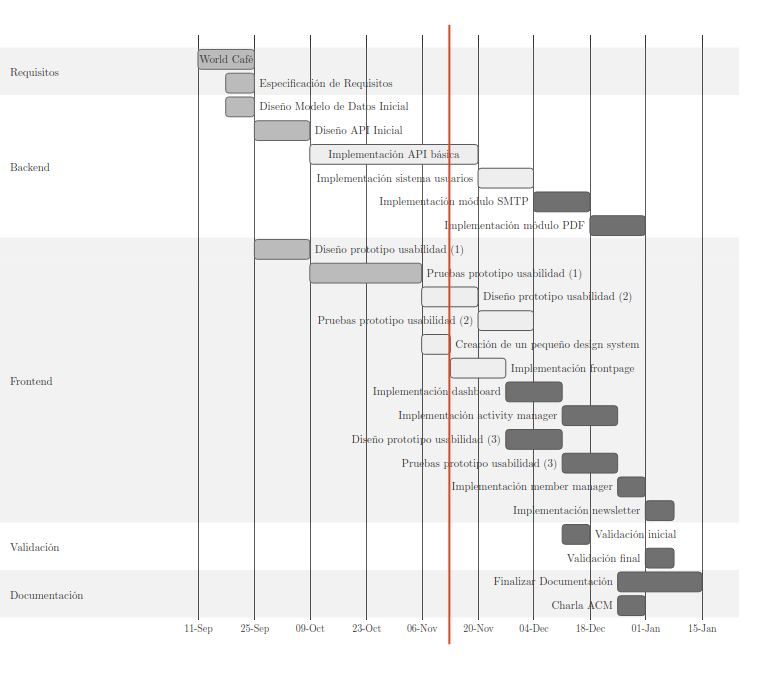 World Café
Requisitos
Especificación de Requisitos
Diseño Modelo de Datos Inicial
Diseño API Inicial
Implementación API básica
Backend
Implementación sistema usuarios
Implementación módulo SMTP
Implementación módulo PDF
Diseño prototipo usabilidad (1)
Pruebas prototipo usabilidad (1)
Diseño prototipo usabilidad (2)
Pruebas prototipo usabilidad (2)
Creación de un pequeño design system
Implementación frontpage
Frontend
Implementación dashboard
Implementación activity manager
Diseño prototipo usabilidad (3)
Pruebas prototipo usabilidad (3)
Implementación member manager
Implementación newsletter
Validación inicial
Validación
Validación final
Finalizar Documentación
Documentación
Charla ACM
11-Sep 25-Sep 09-Oct 23-Oct 06-Nov 20-Nov 04-Dec 18-Dec 01-Jan 15-Jan